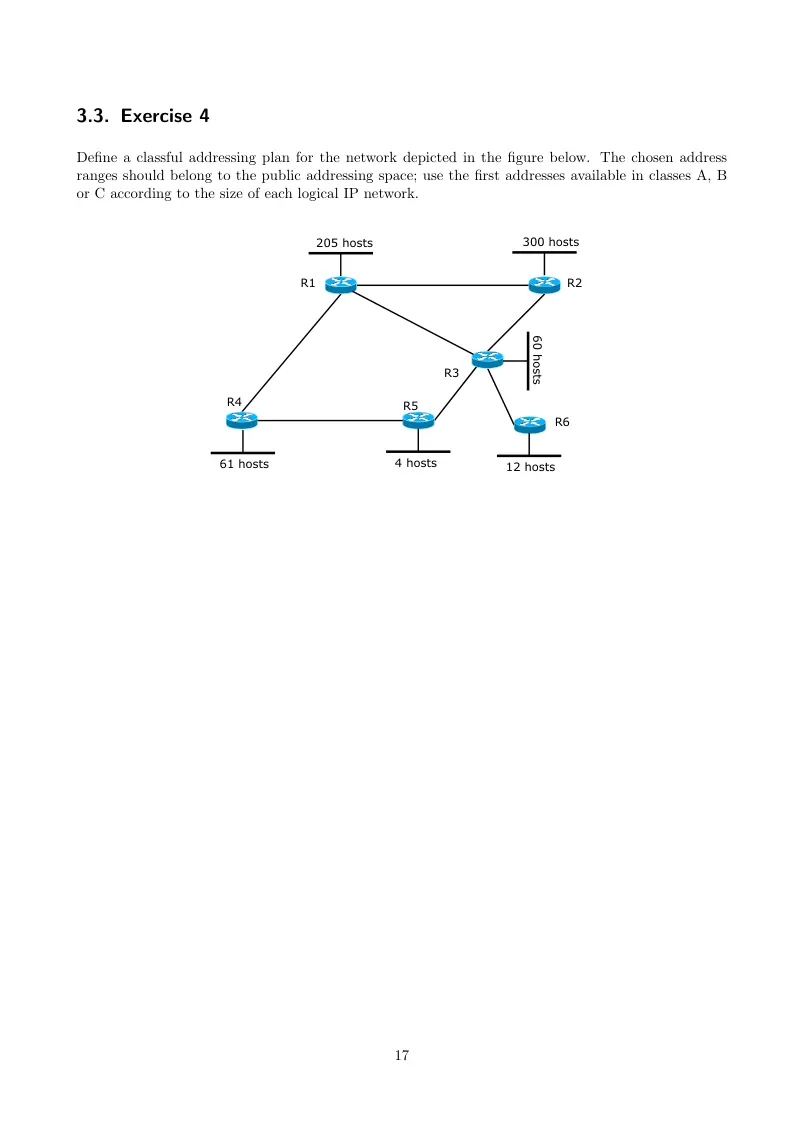 3.3. Exercise 4
Define a classful addressing plan for the network depicted in the figure below. The chosen address
ranges should belong to the public addressing space; use the first addresses available in classes A, B
or C according to the size of each logical IP network.
205 hosts
300 hosts
R1
R2
60 hosts
R3
R4
R5
R6
61 hosts
4 hosts
12 hosts
17